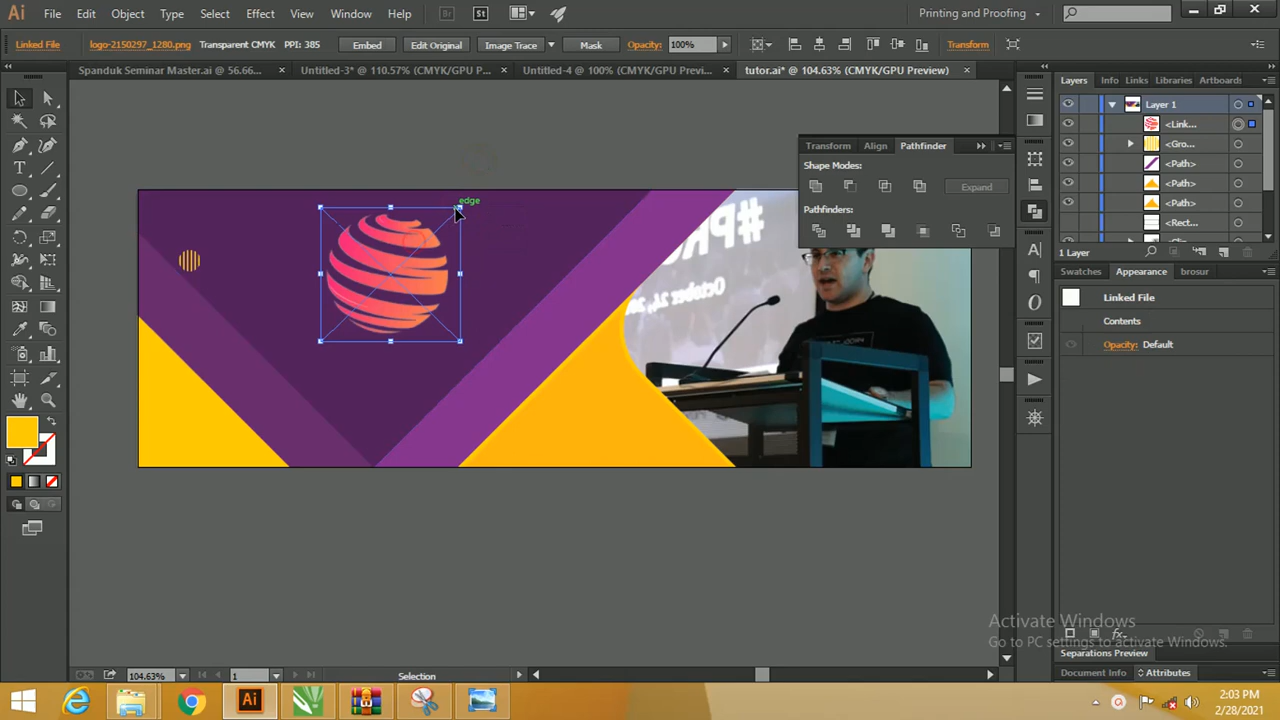 Ai File Edit Object Type Select Effect View Window Help Br St Printing and Proofing
Linked File logo-2150297_1280.png Transparent CMYK PPI: 385 Embed Edit Original Image Trace Mask Opacity: 100% Transform
Spanduk Seminar Master.ai @ 56.66... Untitled-3* @ 110.57% (CMYK/GPU P... Untitled-4 @ 100% (CMYK/GPU Previ... tutor.ai* @ 104.63% (CMYK/GPU Preview)
Layers Info Links Libraries Artboard:
Layer 1
<Link...
<Gro...
<Path>
<Path>
<Path>
<Rect...
1 Layer
Transform Align Pathfinder
Shape Modes:
Expand
Pathfinders:
edge
October 24, 20
Swatches Appearance brosur
Linked File
Contents
Opacity: Default
Activate Windows
Go to PC settings to activate Windows.
Separations Preview
Document Info Attributes
104.63% 1 Selection
Ai
2:03 PM
2/28/2021